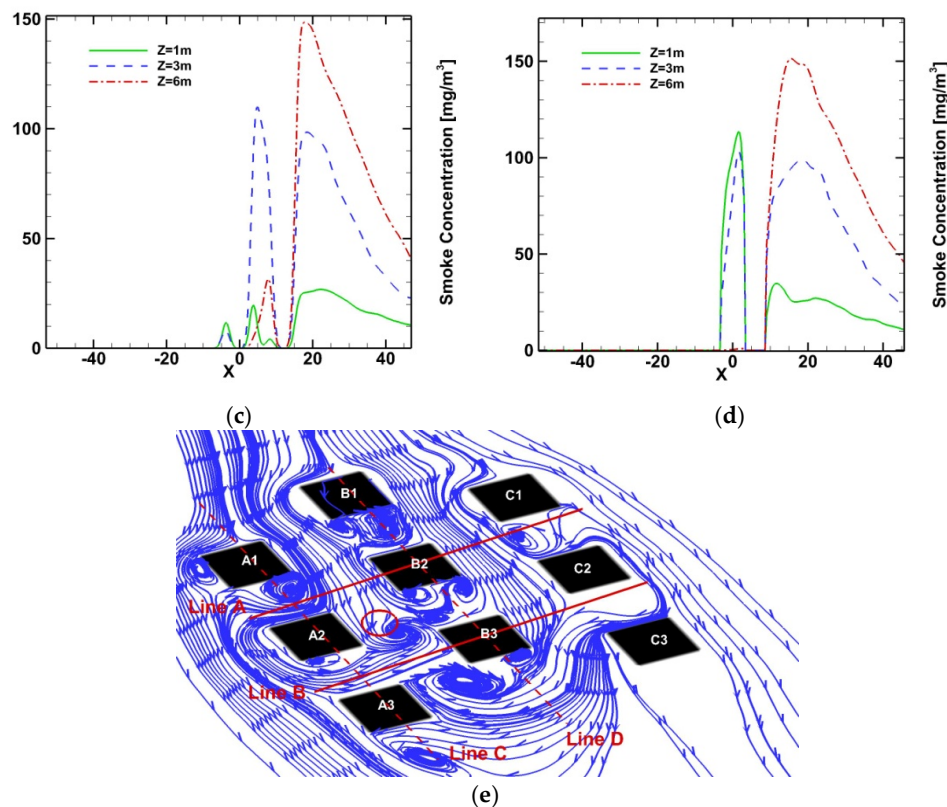 150
100
50
0
Z=1m
Z=3m
Z=6m
-40
-20
0
20
40
X
Smoke Concentration [mg/m³]
(c)
150
100
50
0
Z=1m
Z=3m
Z=6m
-40
-20
0
20
40
X
Smoke Concentration [mg/m³]
(d)
B1
C1
A1
B2
C2
Line A
A2
B3
C3
Line B
A3
Line C
Line D
(e)